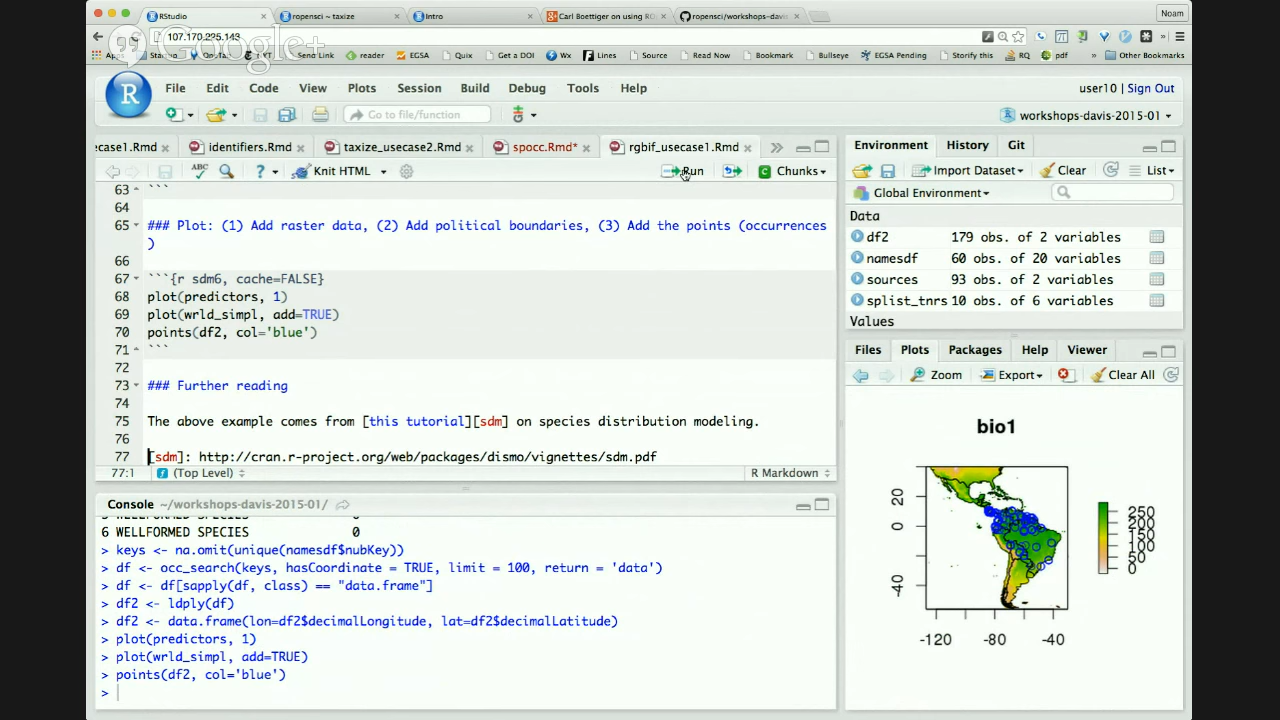 RStudio
ropensci ~ taxize
Intro
Carl Boettiger on using RO
ropensci/workshops-davis
Noam
107.170.225.143
Google+
Apps
EGSA
Quix
Get a DOI
Wx
Lines
Source
Read Now
Bookmark
Bullseye
EGSA Pending
Storify this
RQ
pdf
Other Bookmarks
Send Link
reader
File Edit Code View Plots Session Build Debug Tools Help
user10 | Sign Out
Go to file/function
workshops-davis-2015-01
ecase1.Rmd
identifiers.Rmd
taxize_usecase2.Rmd
spocc.Rmd*
rgbif_usecase1.Rmd
ABC
Knit HTML
Run
Chunks
63 ```
64
65 ### Plot: (1) Add raster data, (2) Add political boundaries, (3) Add the points (occurrences
)
66
67 ```{r sdm6, cache=FALSE}
68 plot(predictors, 1)
69 plot(wrld_simpl, add=TRUE)
70 points(df2, col='blue')
71 ```
72
73 ### Further reading
74
75 The above example comes from [this tutorial][sdm] on species distribution modeling.
76
77 [sdm]: http://cran.r-project.org/web/packages/dismo/vignettes/sdm.pdf
77:1 (Top Level)
R Markdown
Console ~/workshops-davis-2015-01/
6 WELLFORMED SPECIES 0
> keys <- na.omit(unique(namesdf$nubKey))
> df <- occ_search(keys, hasCoordinate = TRUE, limit = 100, return = 'data')
> df <- df[sapply(df, class) == "data.frame"]
> df2 <- ldply(df)
> df2 <- data.frame(lon=df2$decimalLongitude, lat=df2$decimalLatitude)
> plot(predictors, 1)
> plot(wrld_simpl, add=TRUE)
> points(df2, col='blue')
>
Environment History Git
Import Dataset Clear List
Global Environment
Data
df2 179 obs. of 2 variables
namesdf 60 obs. of 20 variables
sources 93 obs. of 2 variables
splist_tnrs 10 obs. of 6 variables
Values
Files Plots Packages Help Viewer
Zoom Export Clear All
bio1
20
0
-40
-120 -80 -40
250
200
150
100
50
0